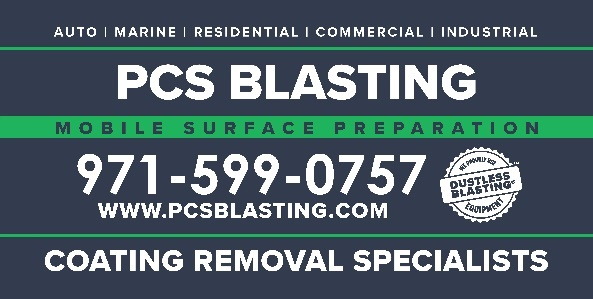 AUTO | MARINE | RESIDENTIAL | COMMERCIAL | INDUSTRIAL
PCS BLASTING
MOBILE SURFACE PREPARATION
971-599-0757
WWW.PCSBLASTING.COM
WE PROUDLY USE
DUSTLESS
BLASTING
EQUIPMENT
COATING REMOVAL SPECIALISTS